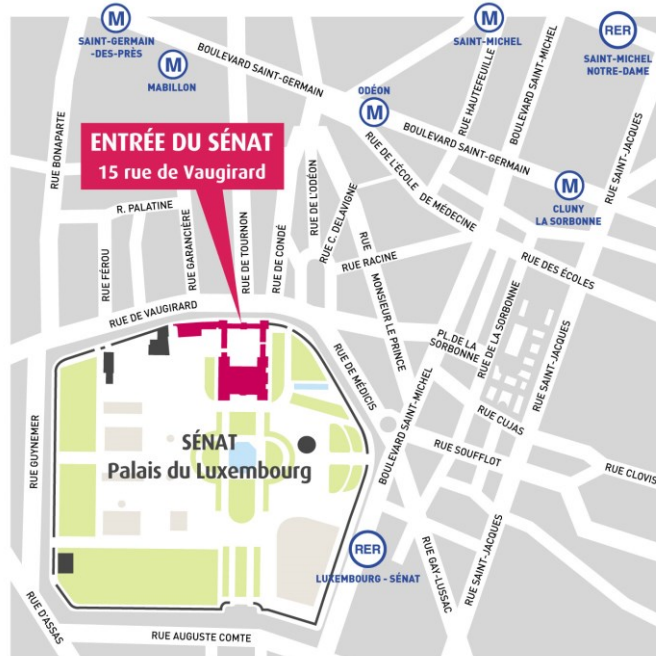 M
SAINT-GERMAIN
-DES-PRÈS
M
MABILLON
BOULEVARD SAINT-GERMAIN
M
SAINT-MICHEL
RER
SAINT-MICHEL
NOTRE-DAME
ODÉON
M
RUE HAUTEFEUILLE
BOULEVARD SAINT-MICHEL
BOULEVARD SAINT-GERMAIN
RUE SAINT-JACQUES
M
CLUNY
LA SORBONNE
RUE BONAPARTE
ENTRÉE DU SÉNAT
15 rue de Vaugirard
RUE DE L'ÉCOLE DE MÉDECINE
RUE DES ÉCOLES
R. PALATINE
RUE FÉROU
RUE GARANCIÈRE
RUE DE TOURNON
RUE DE CONDÉ
RUE DE L'ODÉON
RUE C. DELAVIGNE
RUE RACINE
RUE MONSIEUR LE PRINCE
RUE DE VAUGIRARD
RUE DE MÉDICIS
PL. DE LA
SORBONNE
RUE DE LA SORBONNE
RUE SAINT-JACQUES
BOULEVARD SAINT-MICHEL
RUE CUJAS
RUE SOUFFLOT
RUE CLOVIS
RUE GUYNEMER
SÉNAT
Palais du Luxembourg
RER
LUXEMBOURG - SÉNAT
RUE GAY-LUSSAC
RUE SAINT-JACQUES
RUE D'ASSAS
RUE AUGUSTE COMTE